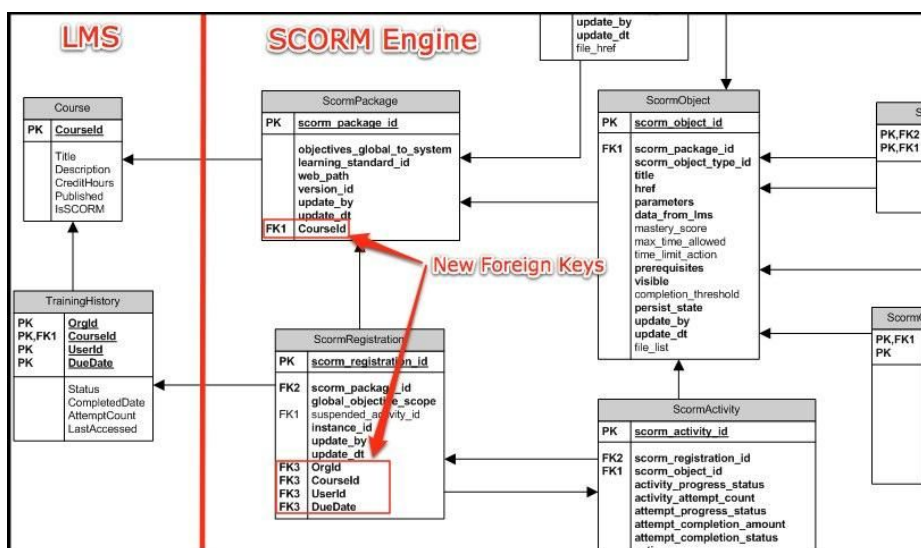 LMS
SCORM Engine
update_by
update_dt
file_href
Course
PK CourseId
Title
Description
CreditHours
Published
IsSCORM
TrainingHistory
PK OrgId
PK,FK1 CourseId
PK UserId
PK DueDate
Status
CompletedDate
AttemptCount
LastAccessed
ScormPackage
PK scorm_package_id
objectives_global_to_system
learning_standard_id
web_path
version_id
update_by
update_dt
FK1 CourseId
New Foreign Keys
ScormRegistration
PK scorm_registration_id
FK2 scorm_package_id
global_objective_scope
FK1 suspended_activity_id
instance_id
update_by
update_dt
FK3 OrgId
FK3 CourseId
FK3 UserId
FK3 DueDate
ScormObject
PK scorm_object_id
FK1 scorm_package_id
scorm_object_type_id
title
href
parameters
data_from_lms
mastery_score
max_time_allowed
time_limit_action
prerequisites
visible
completion_threshold
persist_state
update_by
update_dt
file_list
ScormActivity
PK scorm_activity_id
FK2 scorm_registration_id
FK1 scorm_object_id
activity_progress_status
activity_attempt_count
attempt_progress_status
attempt_completion_amount
attempt_completion_status
S
PK,FK2
PK,FK1
PK,FK1
PK